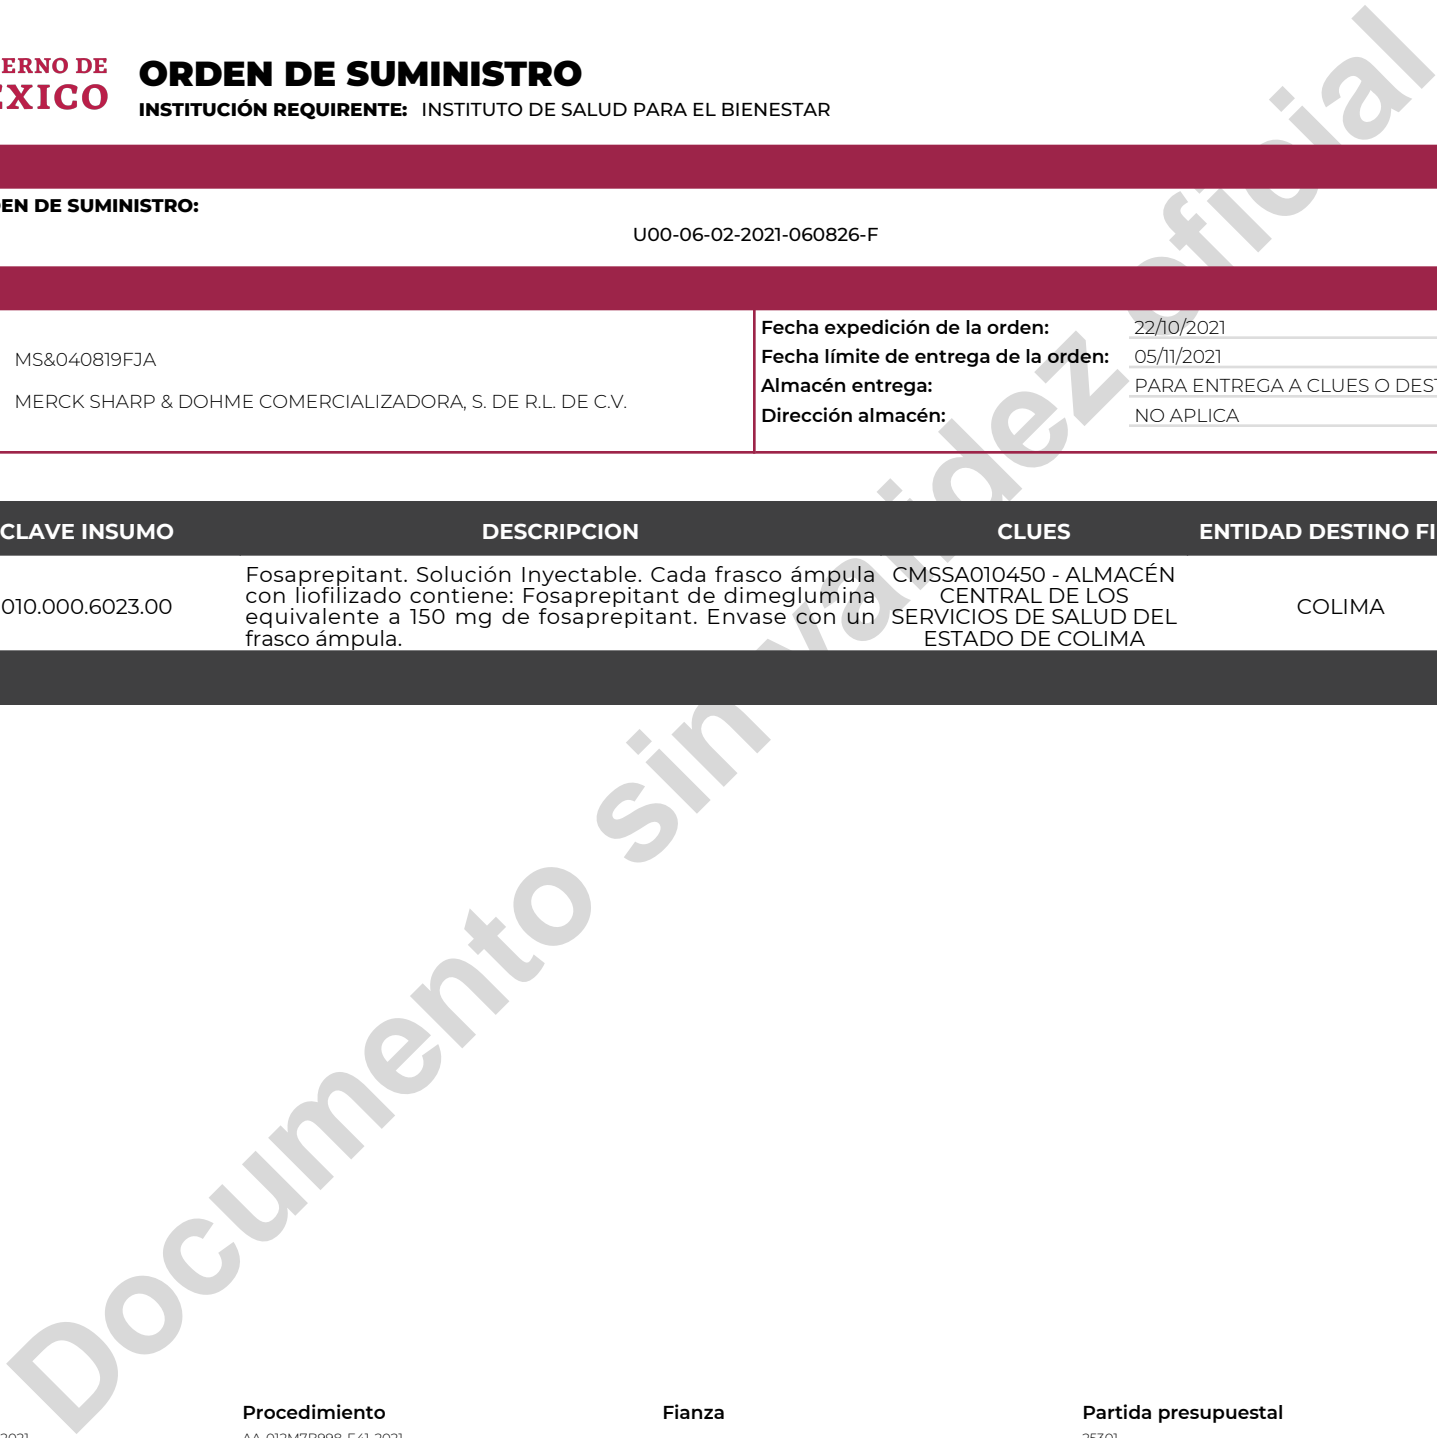 ERNO DE
ÉXICO
ORDEN DE SUMINISTRO
INSTITUCIÓN REQUIRENTE: INSTITUTO DE SALUD PARA EL BIENESTAR
EN DE SUMINISTRO:
U00-06-02-2021-060826-F
MS&040819FJA
MERCK SHARP & DOHME COMERCIALIZADORA, S. DE R.L. DE C.V.
Fecha expedición de la orden: 22/10/2021
Fecha límite de entrega de la orden: 05/11/2021
Almacén entrega: PARA ENTREGA A CLUES O DEST
Dirección almacén: NO APLICA
CLAVE INSUMO DESCRIPCION CLUES ENTIDAD DESTINO FI
010.000.6023.00
Fosaprepitant. Solución Inyectable. Cada frasco ámpula
con liofilizado contiene: Fosaprepitant de dimeglumina
equivalente a 150 mg de fosaprepitant. Envase con un
frasco ámpula.
CMSSA010450 - ALMACÉN
CENTRAL DE LOS
SERVICIOS DE SALUD DEL
ESTADO DE COLIMA
COLIMA
Documento sin validez oficial
Procedimiento Fianza Partida presupuestal